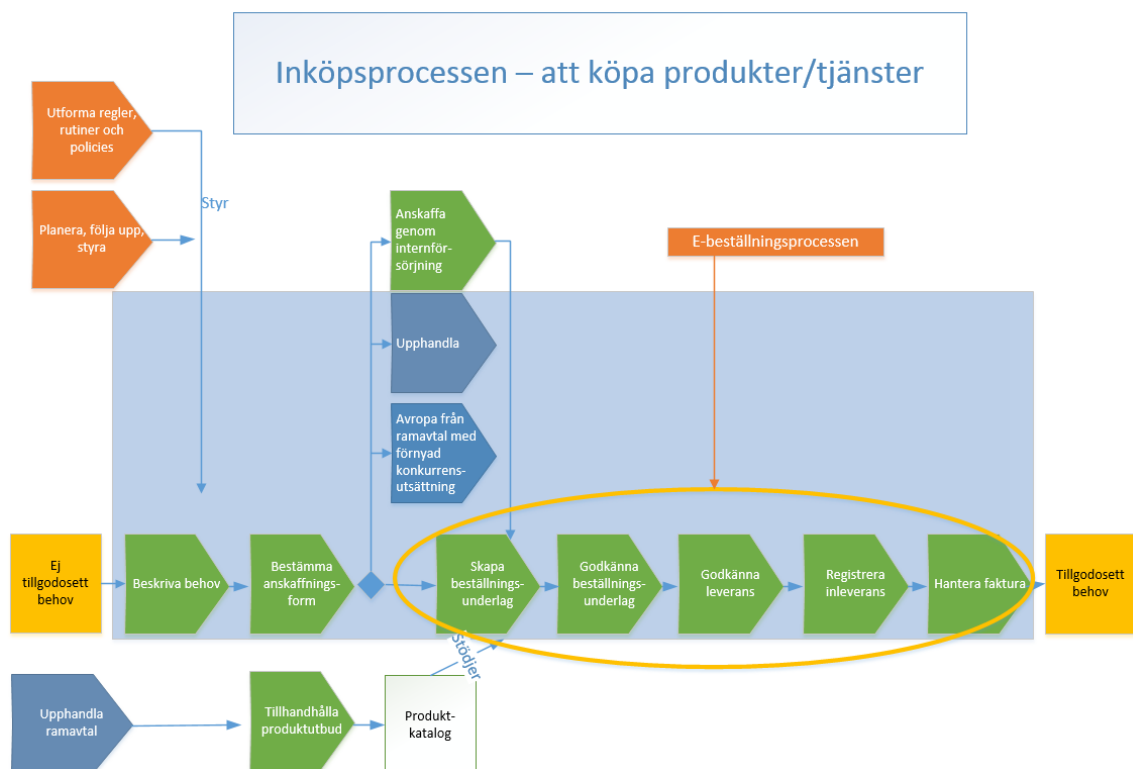 Inköpsprocessen – att köpa produkter/tjänster
Utforma regler,
rutiner och
policies
Styr
Planera, följa upp,
styra
Anskaffa
genom
internför-
sörjning
E-beställningsprocessen
Upphandla
Avropa från
ramavtal med
förnyad
konkurrens-
utsättning
Ej
tillgodosett
behov
Beskriva behov
Bestämma
anskaffnings-
form
Skapa
beställnings-
underlag
Godkänna
beställnings-
underlag
Godkänna
leverans
Registrera
inleverans
Hantera faktura
Tillgodosett
behov
Stödjer
Upphandla
ramavtal
Tillhandhålla
produktutbud
Produkt-
katalog